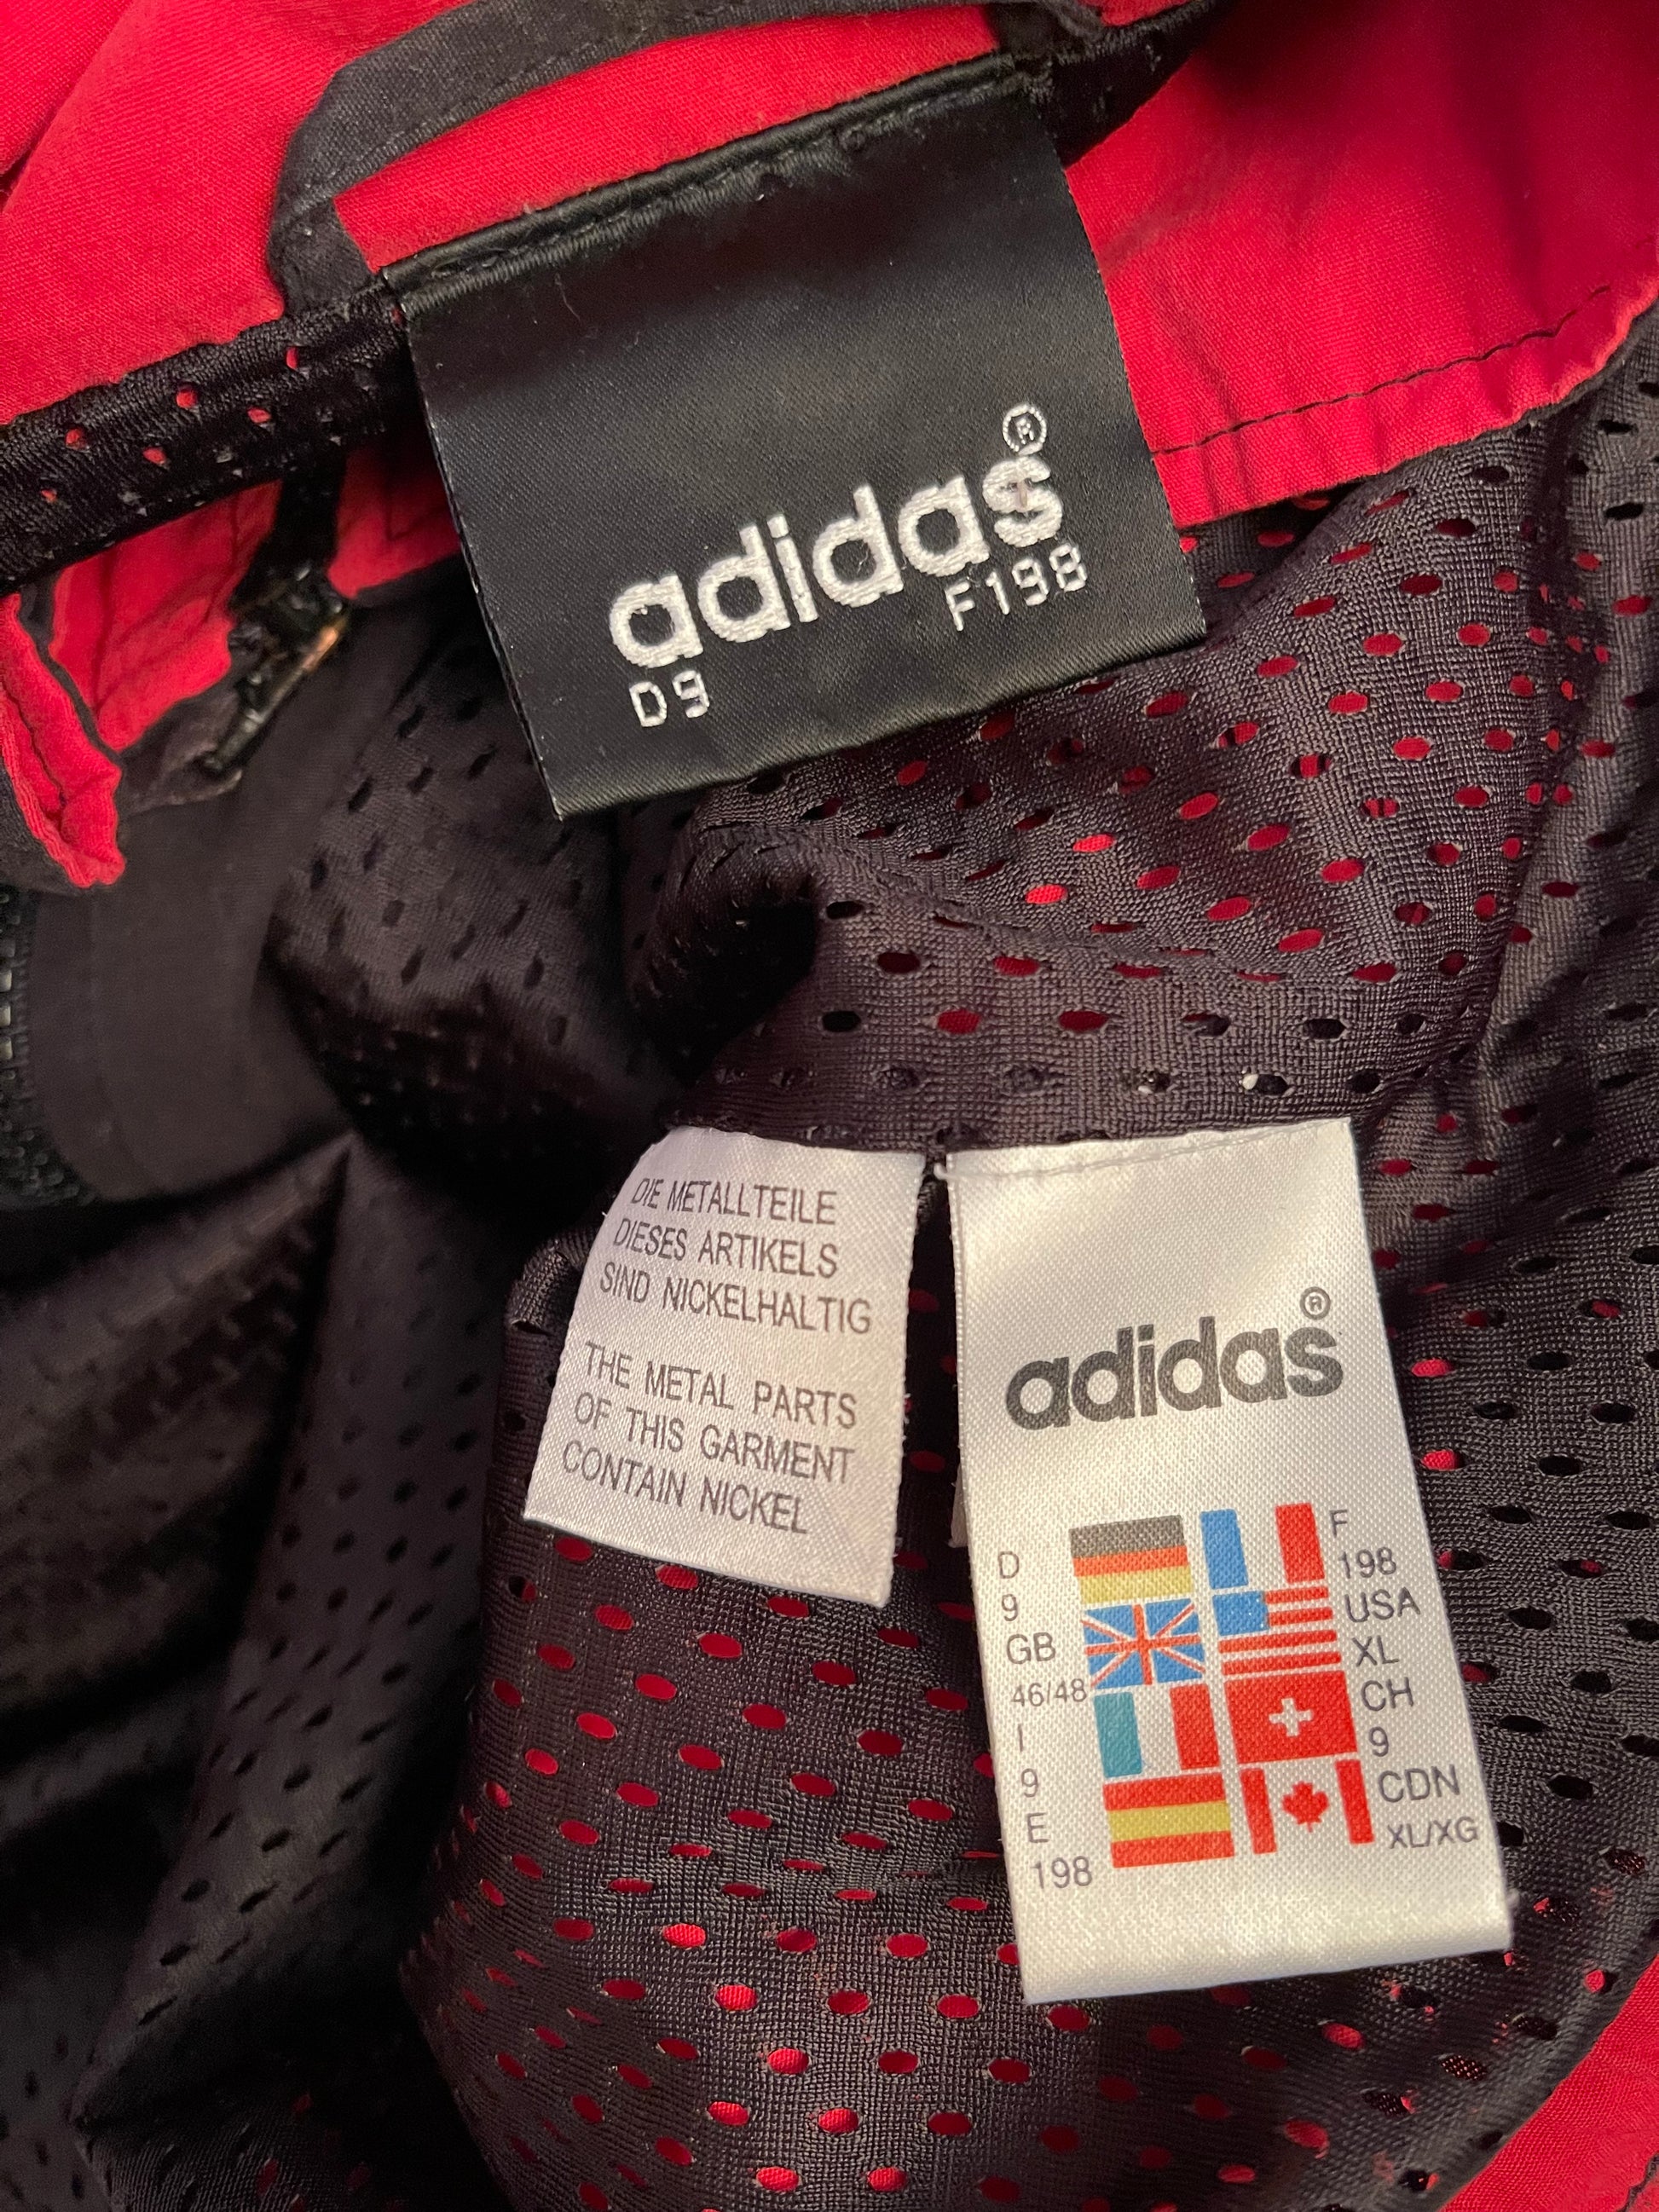 adidas®
D9 F198
DIE METALLTEILE
DIESES ARTIKELS
SIND NICKELHALTIG
THE METAL PARTS
OF THIS GARMENT
CONTAIN NICKEL
adidas®
D
9
GB
46/48
I
9
E
198
F
198
USA
XL
CH
9
CDN
XL/XG